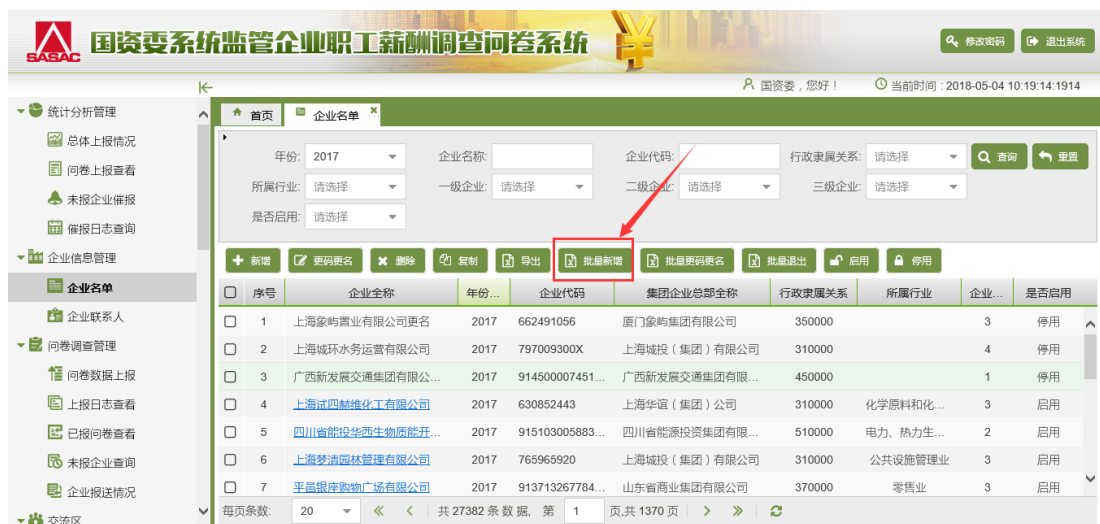 SASAC 国资委系统监管企业职工薪酬调查问卷系统 修改密码 退出系统
国资委，您好！ 当前时间：2018-05-04 10:19:14:1914
统计分析管理
总体上报情况
问卷上报查看
未报企业催报
催报日志查询
企业信息管理
企业名单
企业联系人
问卷调查管理
问卷数据上报
上报日志查看
已报问卷查看
未报企业查询
企业报送情况
交流区
首页 企业名单
年份: 2017 企业名称: 企业代码: 行政隶属关系: 请选择 查询 重置
所属行业: 请选择 一级企业: 请选择 二级企业: 请选择 三级企业: 请选择
是否启用: 请选择
新增 更码更名 删除 复制 导出 批量新增 批量更码更名 批量退出 启用 停用
序号 企业全称 年份... 企业代码 集团企业总部全称 行政隶属关系 所属行业 企业... 是否启用
1 上海象屿置业有限公司更名 2017 662491056 厦门象屿集团有限公司 350000 3 停用
2 上海城环水务运营有限公司 2017 797009300X 上海城投（集团）有限公司 310000 4 停用
3 广西新发展交通集团有限公... 2017 914500007451... 广西新发展交通集团有限... 450000 1 停用
4 上海试四赫维化工有限公司 2017 630852443 上海华谊（集团）公司 310000 化学原料和化... 3 启用
5 四川省能投华西生物质能开... 2017 915103005883... 四川省能源投资集团有限... 510000 电力、热力生... 2 启用
6 上海梦清园林管理有限公司 2017 765965920 上海城投（集团）有限公司 310000 公共设施管理业 3 启用
7 平邑银座购物广场有限公司 2017 913713267784... 山东省商业集团有限公司 370000 零售业 3 启用
每页条数: 20 共 27382 条数据, 第 1 页,共 1370 页